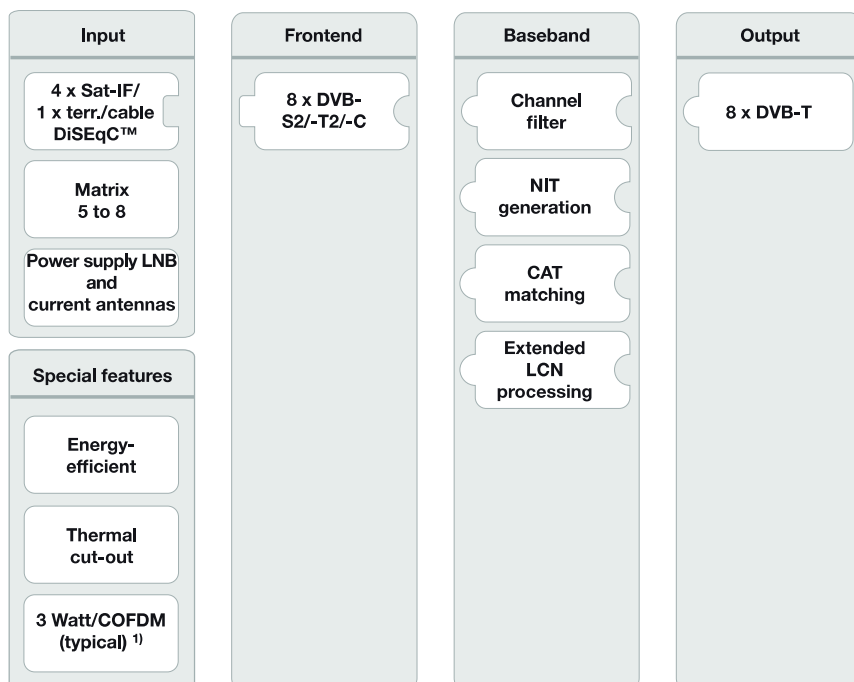 Input
4 x Sat-IF/
1 x terr./cable
DiSEqC™
Matrix
5 to 8
Power supply LNB
and
current antennas
Special features
Energy-
efficient
Thermal
cut-out
3 Watt/COFDM
(typical) 1)
Frontend
8 x DVB-
S2/-T2/-C
Baseband
Channel
filter
NIT
generation
CAT
matching
Extended
LCN
processing
Output
8 x DVB-T